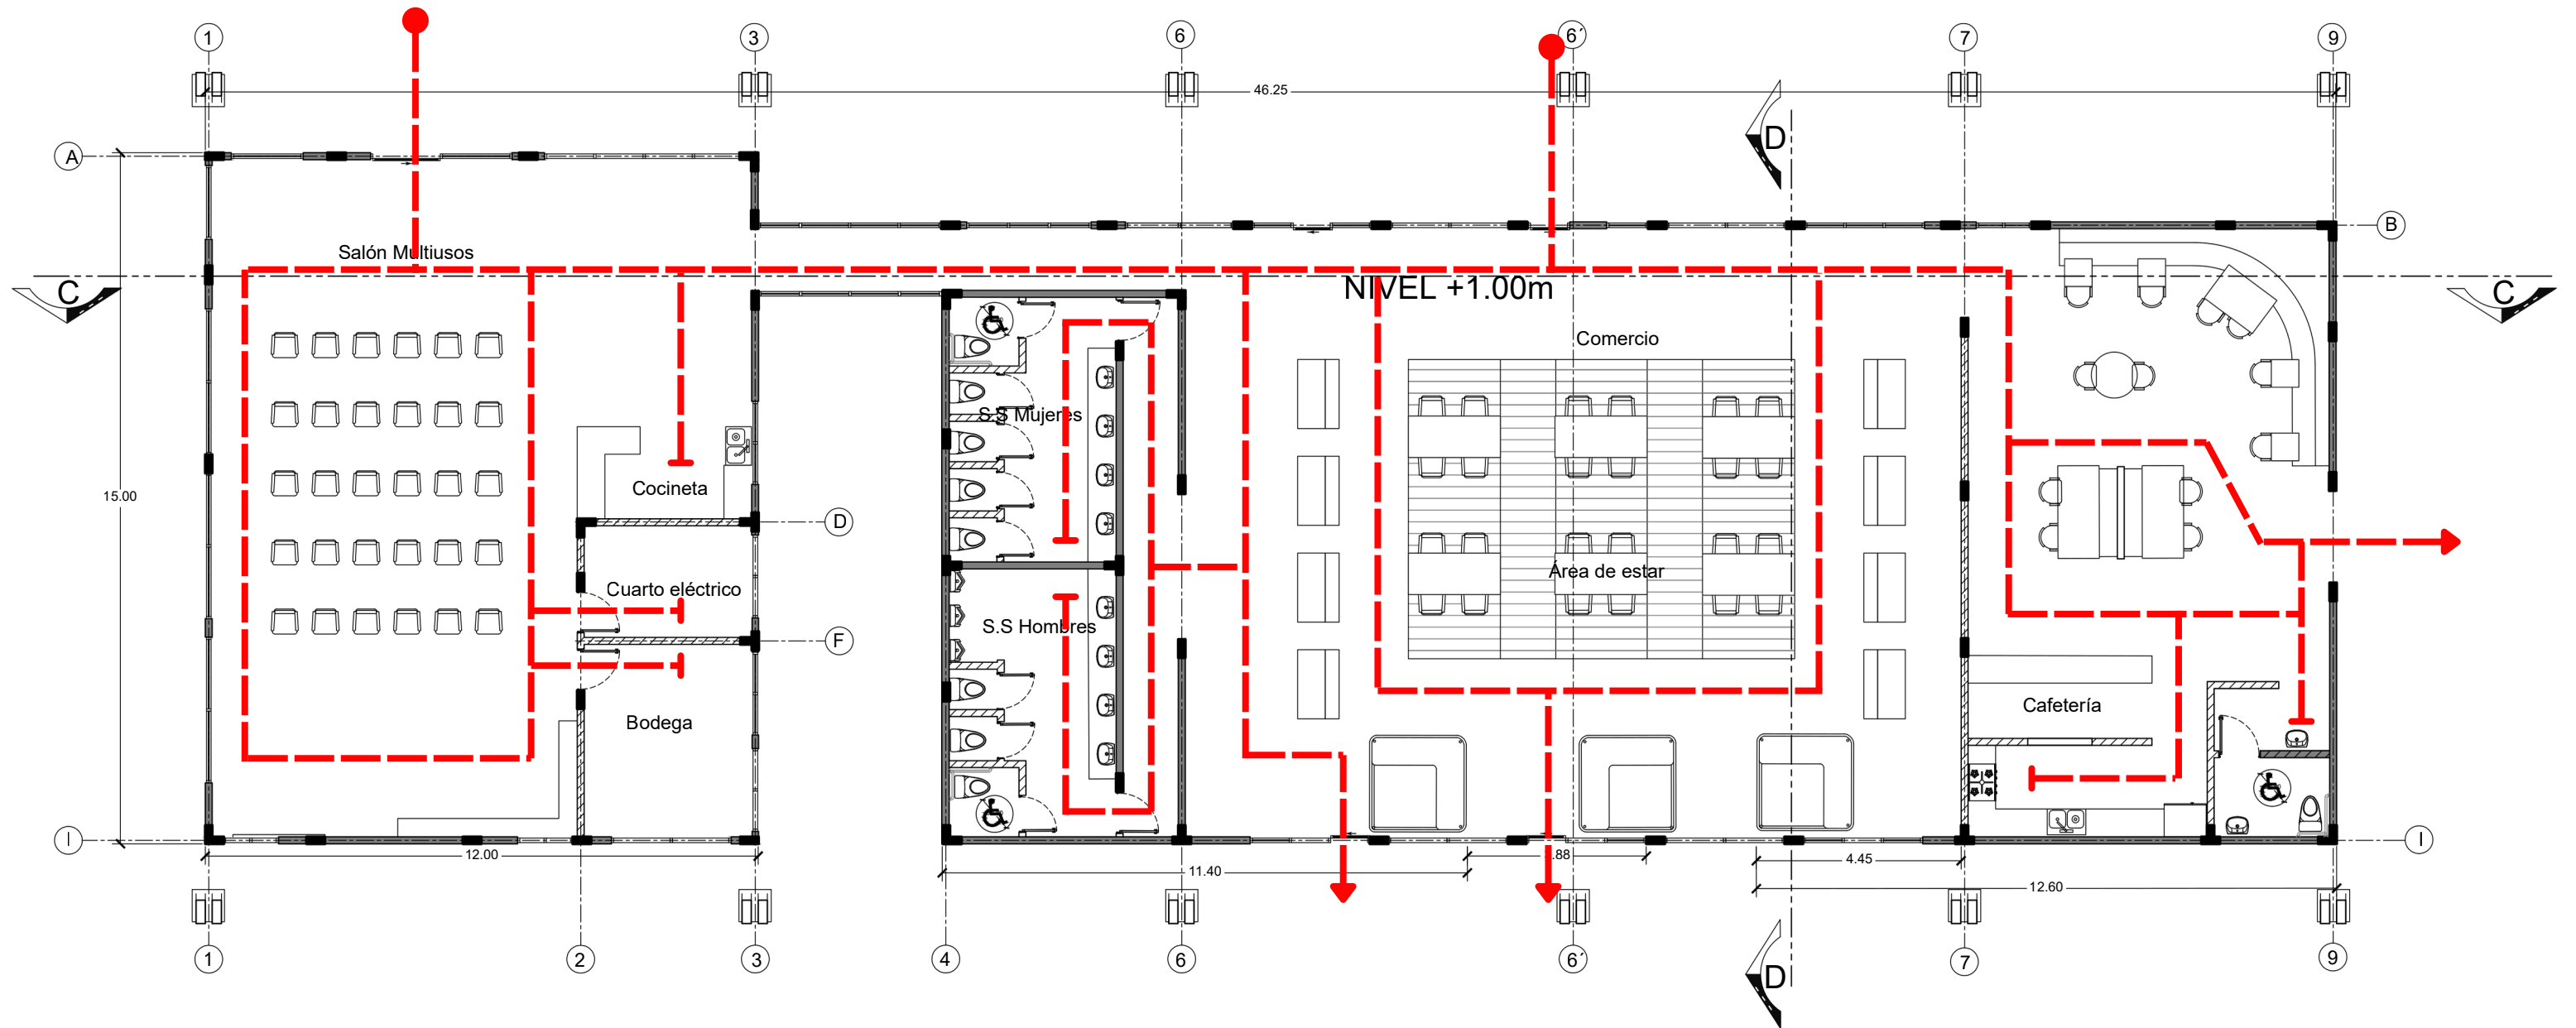 1
3
6
6´
7
9
46.25
D
A
B
Salón Multiusos
C
NIVEL +1.00m
C
Comercio
S.S Mujeres
Cocineta
15.00
D
Área de estar
Cuarto eléctrico
S.S Hombres
F
Cafetería
Bodega
I
I
12.00
.88
4.45
11.40
12.60
1
2
3
4
6
6´
7
9
D